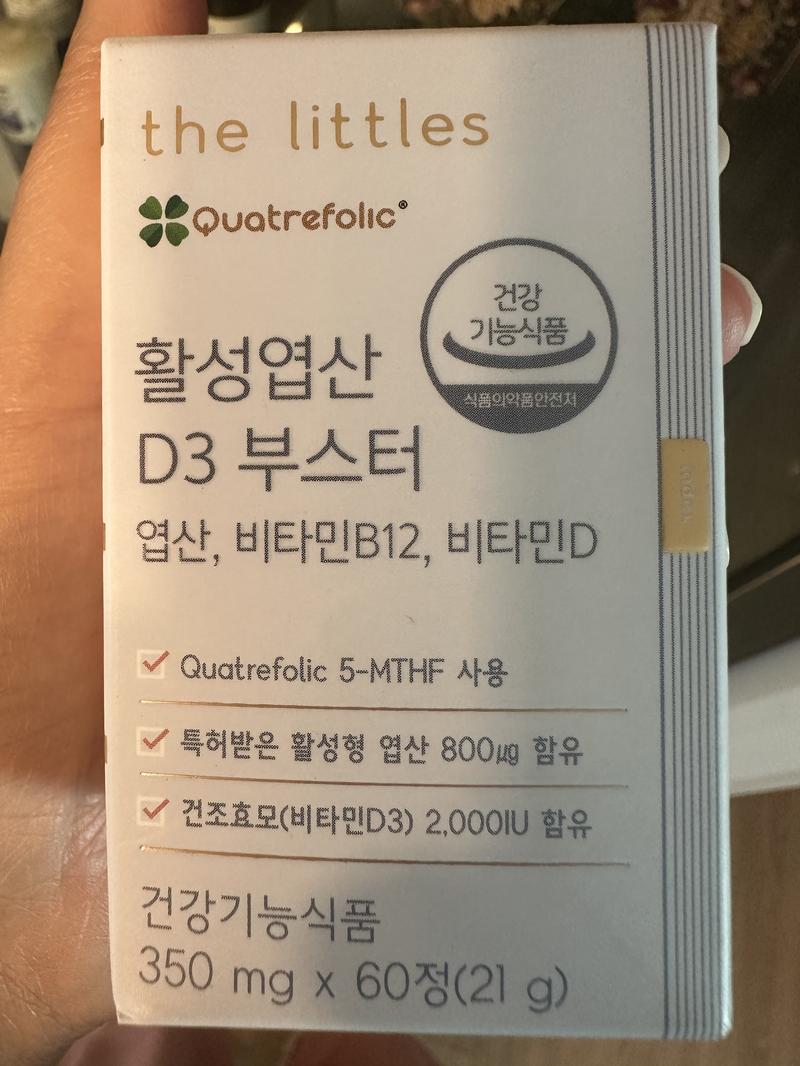 the littles
Quatrefolic®
건강
기능식품
식품의약품안전처
활성엽산
D3 부스터
엽산, 비타민B12, 비타민D
Quatrefolic 5-MTHF 사용
특허받은 활성형 엽산 800㎍ 함유
건조효모(비타민D3) 2,000IU 함유
건강기능식품
350 mg x 60정(21 g)